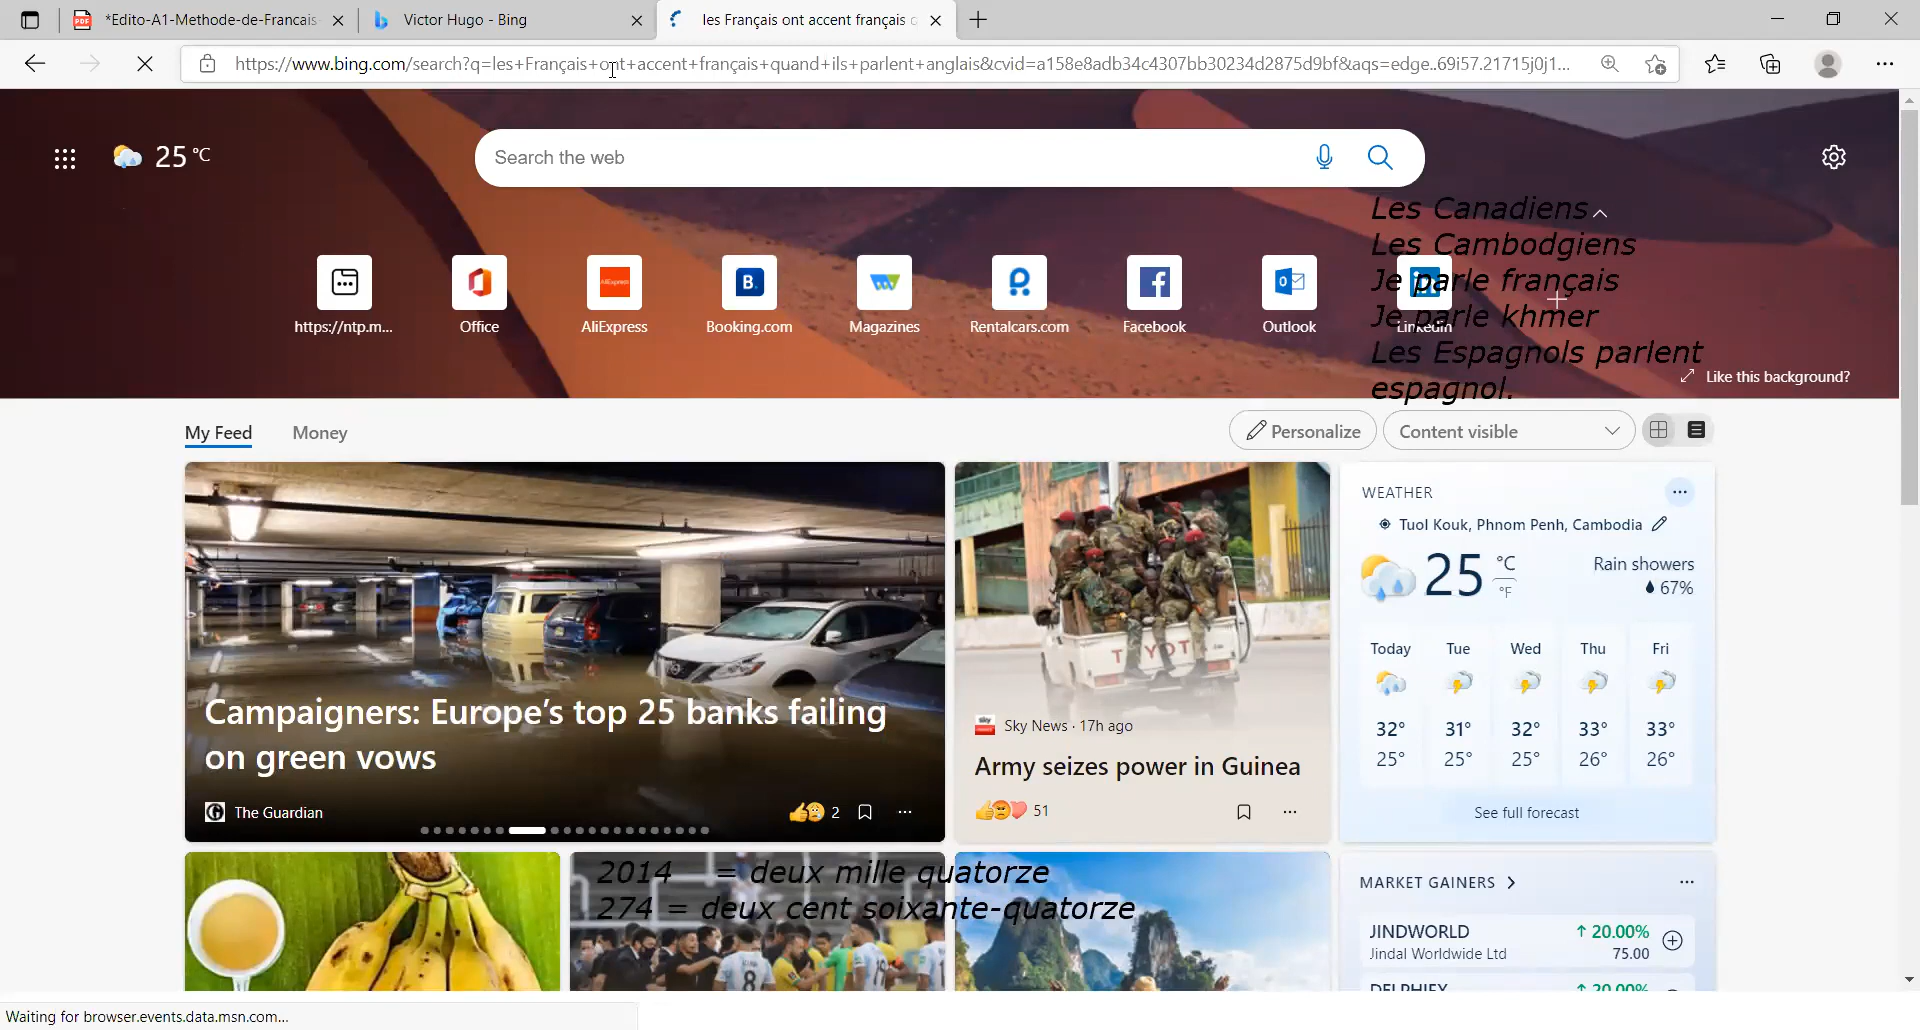 *Edito-A1-Methode-de-Francais
Victor Hugo - Bing
les Français ont accent français o
https://www.bing.com/search?q=les+Français+ont+accent+français+quand+ils+parlent+anglais&cvid=a158e8adb34c4307bb30234d2875d9bf&aqs=edge..69i57.21715j0j1...
25 °C
Search the web
Les Canadiens
Les Cambodgiens
Je parle français
Je parle khmer
Les Espagnols parlent
espagnol.
https://ntp.m...
Office
AliExpress
Booking.com
Magazines
Rentalcars.com
Facebook
Outlook
LinkedIn
Like this background?
My Feed
Money
Personalize
Content visible
Campaigners: Europe's top 25 banks failing
on green vows
The Guardian
2
TOYOT
sky news
Sky News · 17h ago
Army seizes power in Guinea
51
WEATHER
Tuol Kouk, Phnom Penh, Cambodia
25 °C
°F
Rain showers
67%
Today Tue Wed Thu Fri
32° 31° 32° 33° 33°
25° 25° 25° 26° 26°
See full forecast
2014 = deux mille quatorze
274 = deux cent soixante-quatorze
8
MARKET GAINERS
JINDWORLD
20.00%
Jindal Worldwide Ltd
75.00
DELPHIFX
20.00%
Waiting for browser.events.data.msn.com...